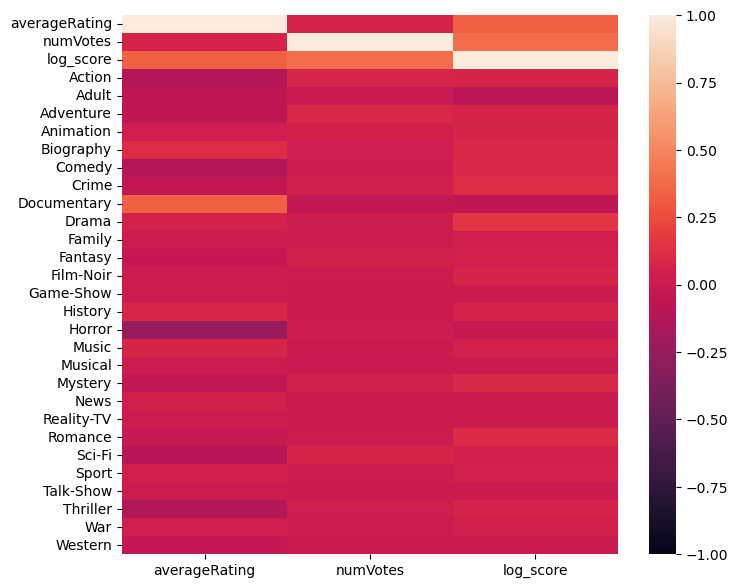 averageRating
numVotes
log_score
Action
Adult
Adventure
Animation
Biography
Comedy
Crime
Documentary
Drama
Family
Fantasy
Film-Noir
Game-Show
History
Horror
Music
Musical
Mystery
News
Reality-TV
Romance
Sci-Fi
Sport
Talk-Show
Thriller
War
Western
averageRating numVotes log_score
1.00
0.75
0.50
0.25
0.00
−0.25
−0.50
−0.75
−1.00